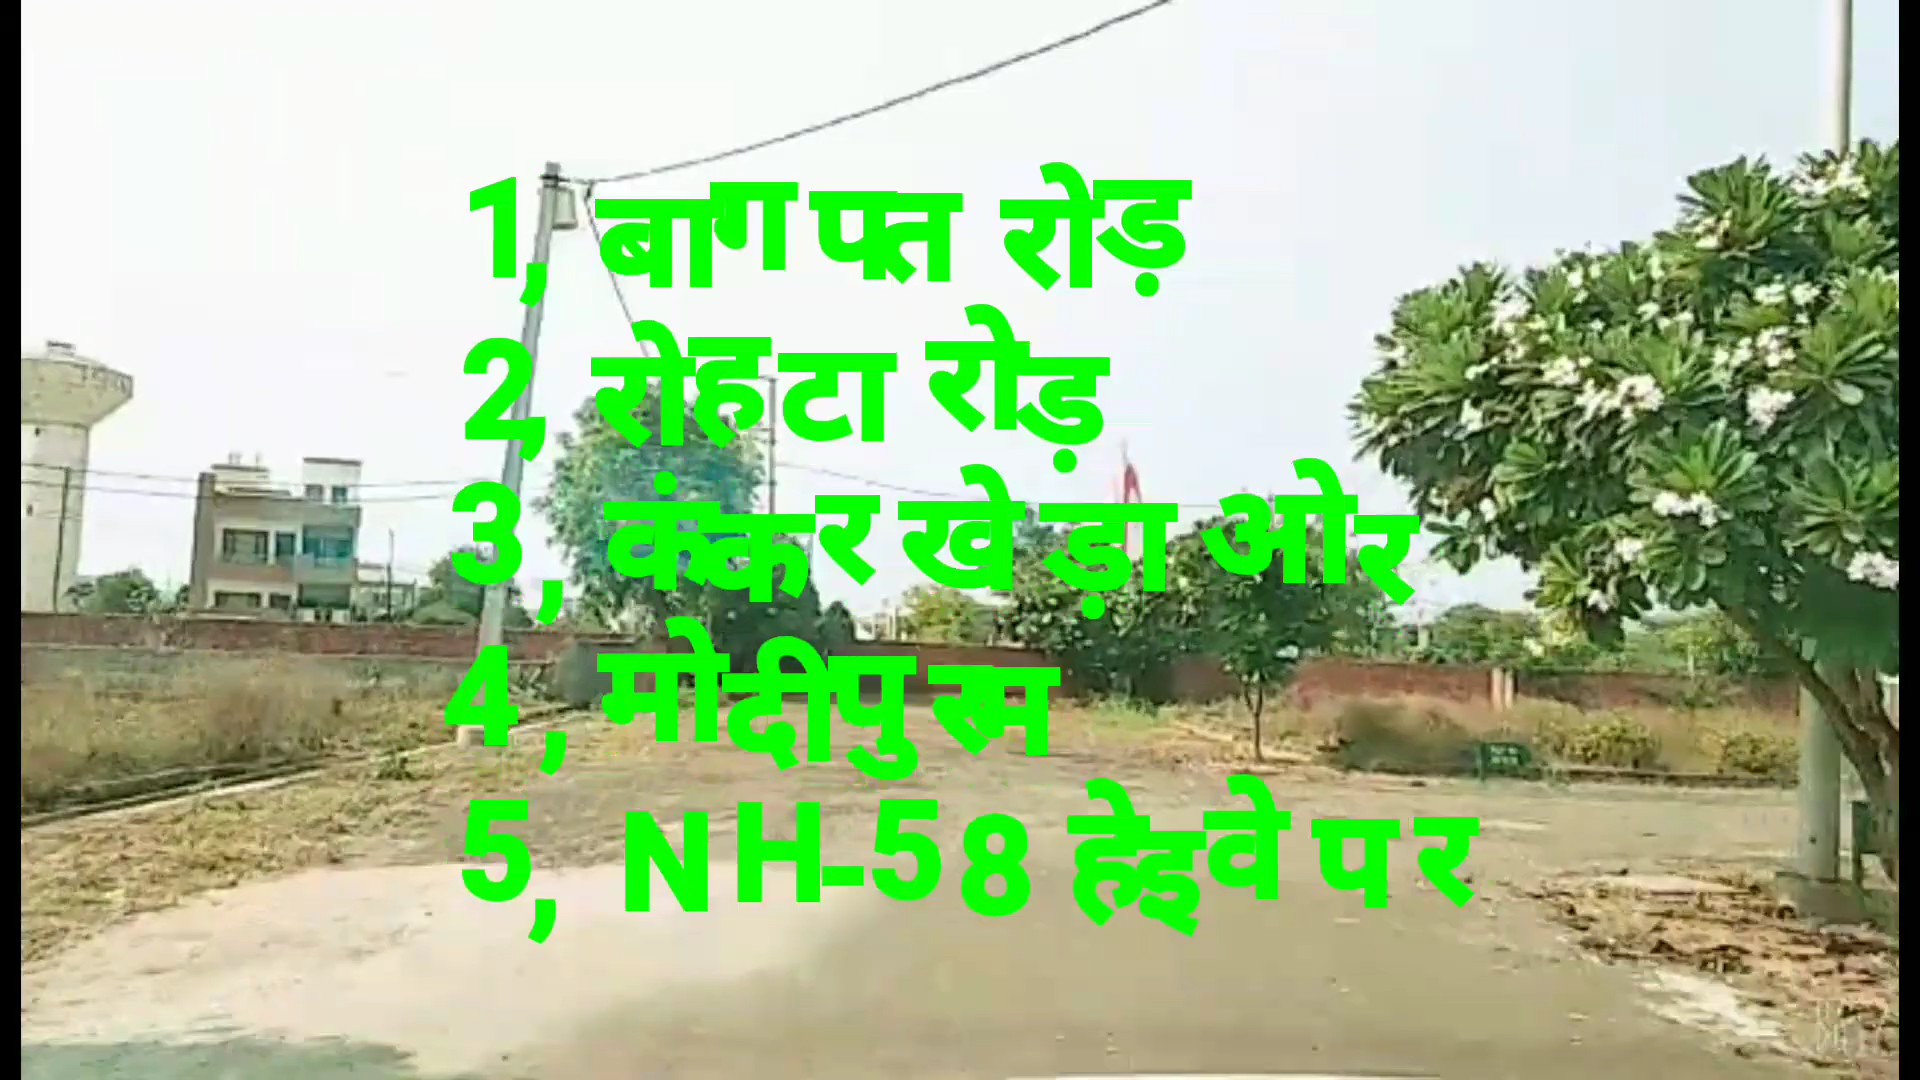 1, बागपत रोड़
2, रोहटा रोड़
3, कंकर खेड़ा ओर
4, मोदीपुरम
5, NH-58 हेइवे पर